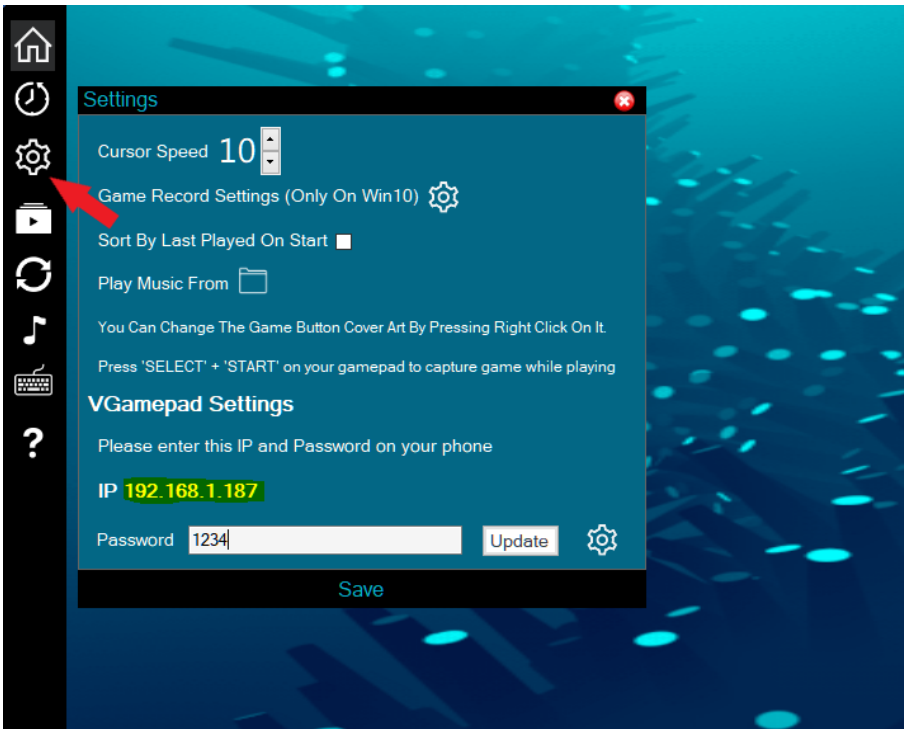 Settings
Cursor Speed 10
Game Record Settings (Only On Win10)
Sort By Last Played On Start
Play Music From
You Can Change The Game Button Cover Art By Pressing Right Click On It.
Press 'SELECT' + 'START' on your gamepad to capture game while playing
VGamepad Settings
Please enter this IP and Password on your phone
IP 192.168.1.187
Password 1234 Update
Save
?